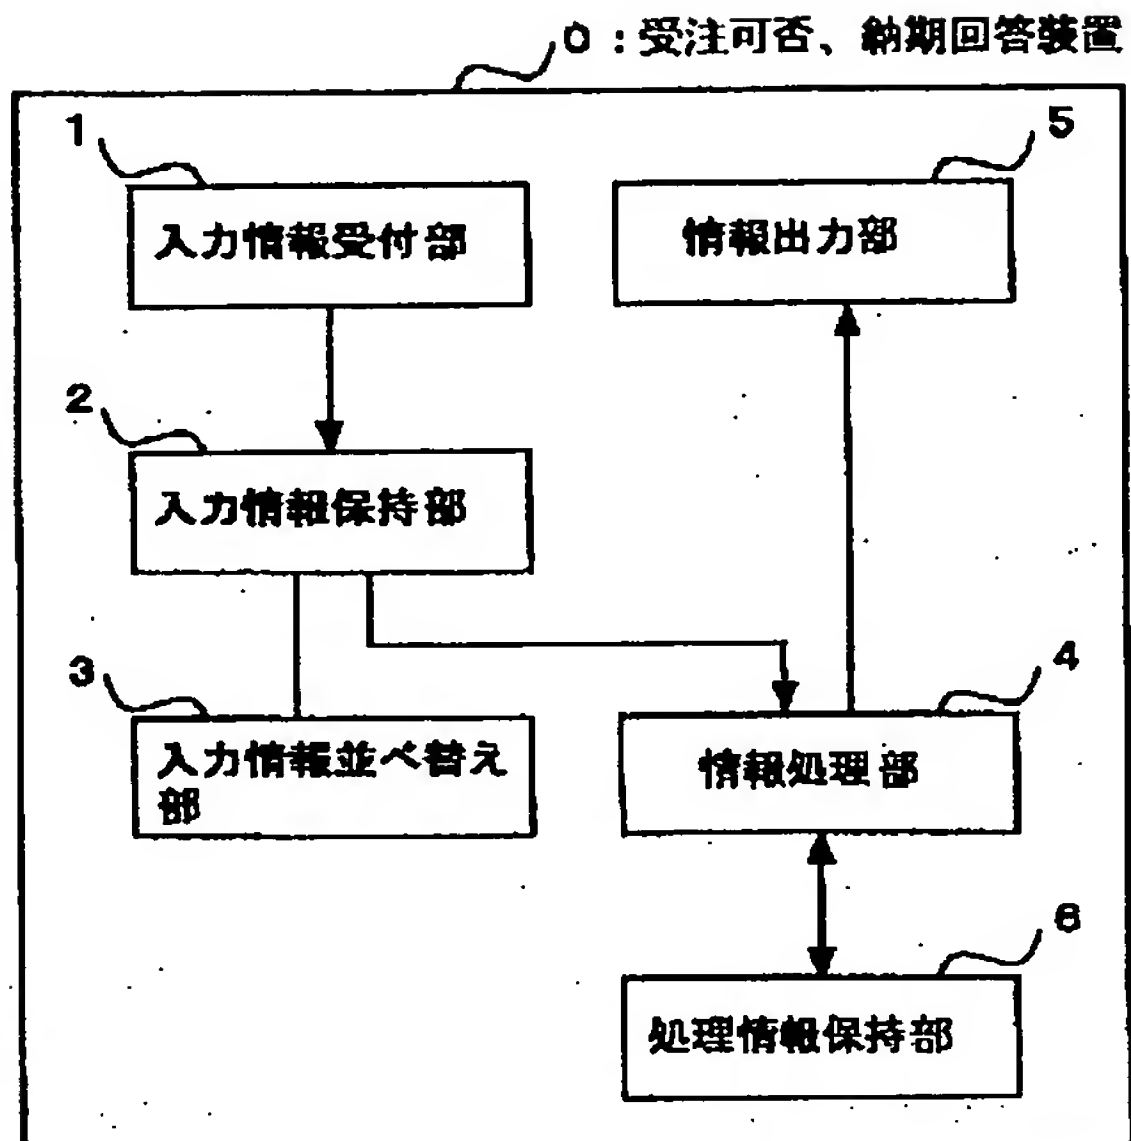 0：受注可否、納期回答装置
1
5
入力情報受付部
情報出力部
2
入力情報保持部
3
4
入力情報並べ替え
部
情報処理部
6
処理情報保持部